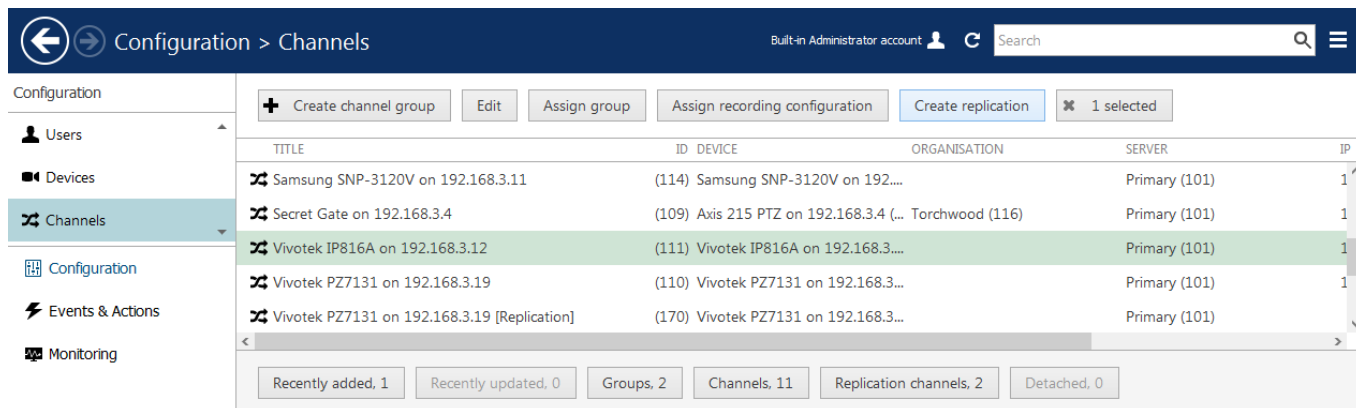 Configuration > Channels
Built-in Administrator account
Search
Configuration
Users
Devices
Channels
Configuration
Events & Actions
Monitoring
Create channel group Edit Assign group Assign recording configuration Create replication 1 selected
TITLE ID DEVICE ORGANISATION SERVER IP
Samsung SNP-3120V on 192.168.3.11 (114) Samsung SNP-3120V on 192.... Primary (101) 1
Secret Gate on 192.168.3.4 (109) Axis 215 PTZ on 192.168.3.4 (... Torchwood (116) Primary (101) 1
Vivotek IP816A on 192.168.3.12 (111) Vivotek IP816A on 192.168.3.... Primary (101) 1
Vivotek PZ7131 on 192.168.3.19 (110) Vivotek PZ7131 on 192.168.3... Primary (101) 1
Vivotek PZ7131 on 192.168.3.19 [Replication] (170) Vivotek PZ7131 on 192.168.3... Primary (101)
Recently added, 1 Recently updated, 0 Groups, 2 Channels, 11 Replication channels, 2 Detached, 0